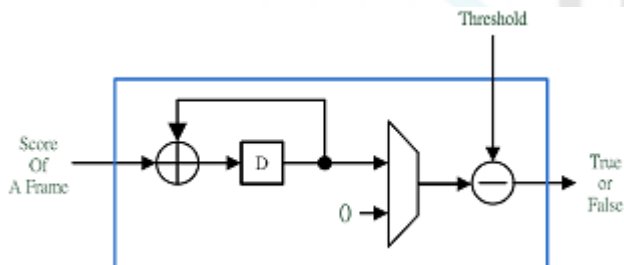 Threshold
Score
Of
A Frame
D
0
True
or
False